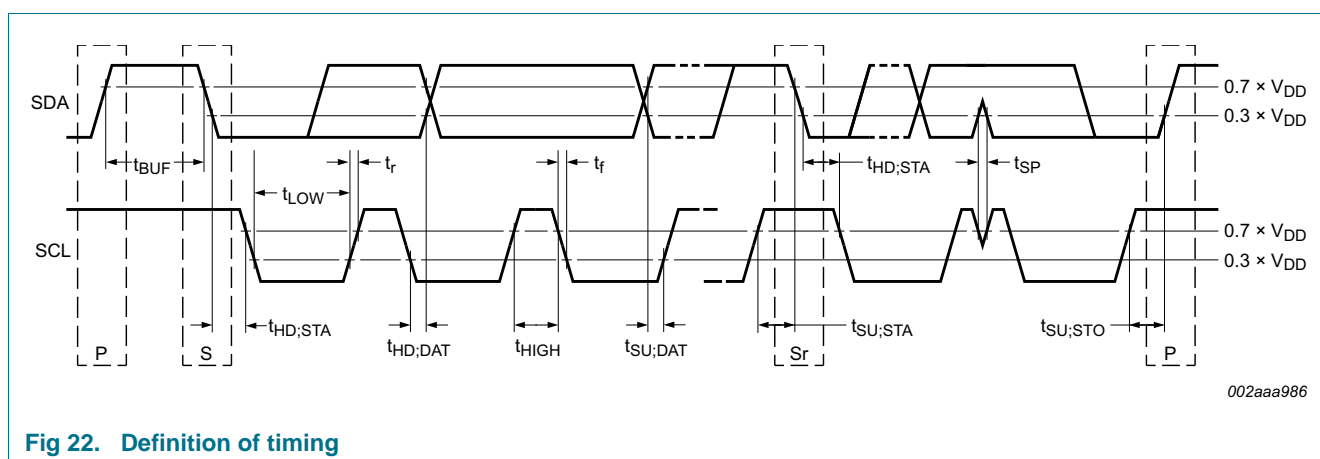 SDA
0.7 × VDD
0.3 × VDD
tBUF
tLOW
tr
tf
tHD;STA
tSP
SCL
0.7 × VDD
0.3 × VDD
tHD;STA
tHD;DAT
tHIGH
tSU;DAT
tSU;STA
tSU;STO
P
S
Sr
P
002aaa986
Fig 22. Definition of timing